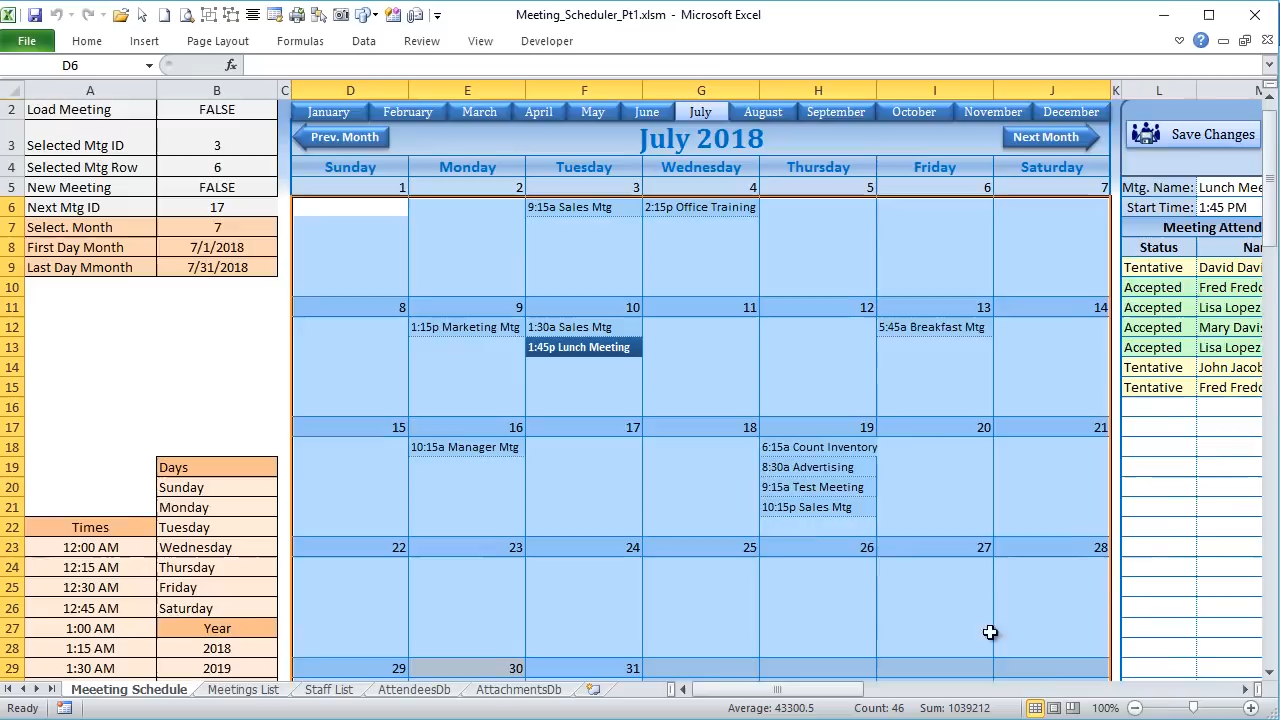 Meeting_Scheduler_Pt1.xlsm - Microsoft Excel
File Home Insert Page Layout Formulas Data Review View Developer
D6 fx
A B C D E F G H I J K L M
2 Load Meeting FALSE January February March April May June July August September October November December
3 Selected Mtg ID 3 Prev. Month July 2018 Next Month Save Changes
4 Selected Mtg Row 6 Sunday Monday Tuesday Wednesday Thursday Friday Saturday
5 New Meeting FALSE 1 2 3 4 5 6 7 Mtg. Name: Lunch Mee
6 Next Mtg ID 17 9:15a Sales Mtg 2:15p Office Training Start Time: 1:45 PM
7 Select. Month 7 Meeting Attend
8 First Day Month 7/1/2018 Status Nar
9 Last Day Mmonth 7/31/2018 Tentative David Davi
10 Accepted Fred Fredd
11 8 9 10 11 12 13 14 Accepted Lisa Lopez
12 1:15p Marketing Mtg 1:30a Sales Mtg 5:45a Breakfast Mtg Accepted Mary Davis
13 1:45p Lunch Meeting Accepted Lisa Lopez
14 Tentative John Jacob
15 Tentative Fred Fredd
16
17 15 16 17 18 19 20 21
18 10:15a Manager Mtg 6:15a Count Inventory
19 Days 8:30a Advertising
20 Sunday 9:15a Test Meeting
21 Monday 10:15p Sales Mtg
22 Times Tuesday
23 12:00 AM Wednesday 22 23 24 25 26 27 28
24 12:15 AM Thursday
25 12:30 AM Friday
26 12:45 AM Saturday
27 1:00 AM Year
28 1:15 AM 2018
29 1:30 AM 2019 29 30 31
Meeeting Schedule Meetings List Staff List AttendeesDb AttachmentsDb
Ready Average: 43300.5 Count: 46 Sum: 1039212 100%